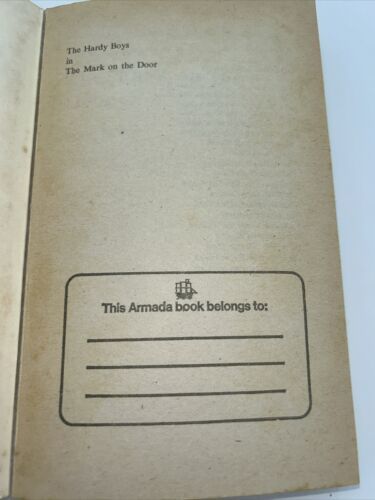 The Hardy Boys
in
The Mark on the Door
This Armada book belongs to: